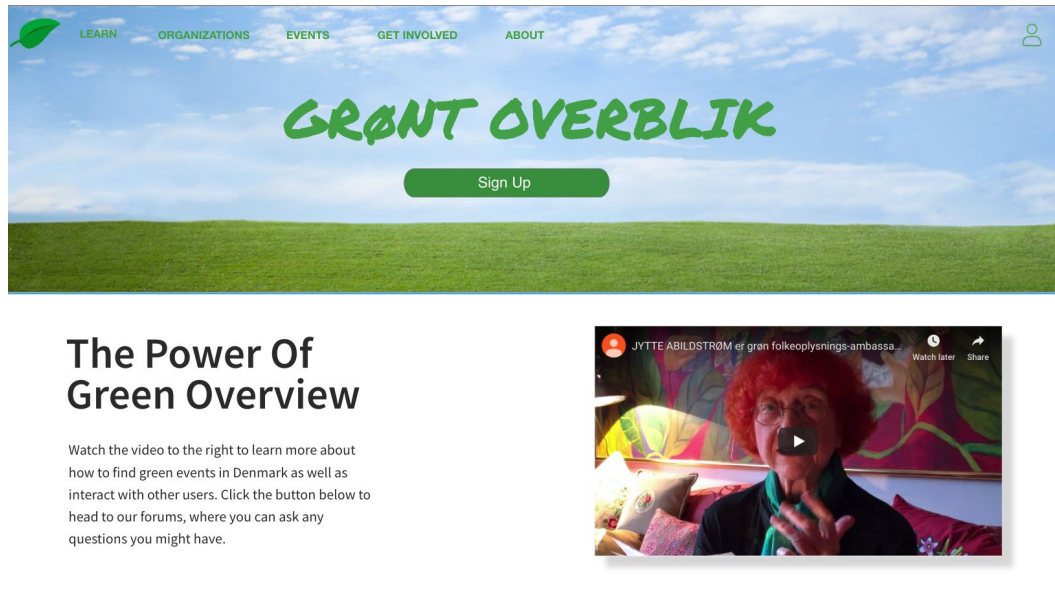 LEARN
ORGANIZATIONS
EVENTS
GET INVOLVED
ABOUT
GRØNT OVERBLIK
Sign Up
The Power Of
Green Overview
Watch the video to the right to learn more about
how to find green events in Denmark as well as
interact with other users. Click the button below to
head to our forums, where you can ask any
questions you might have.
JYTTE ABILDSTRØM er grøn folkeoplysnings-ambassa...
Watch later
Share